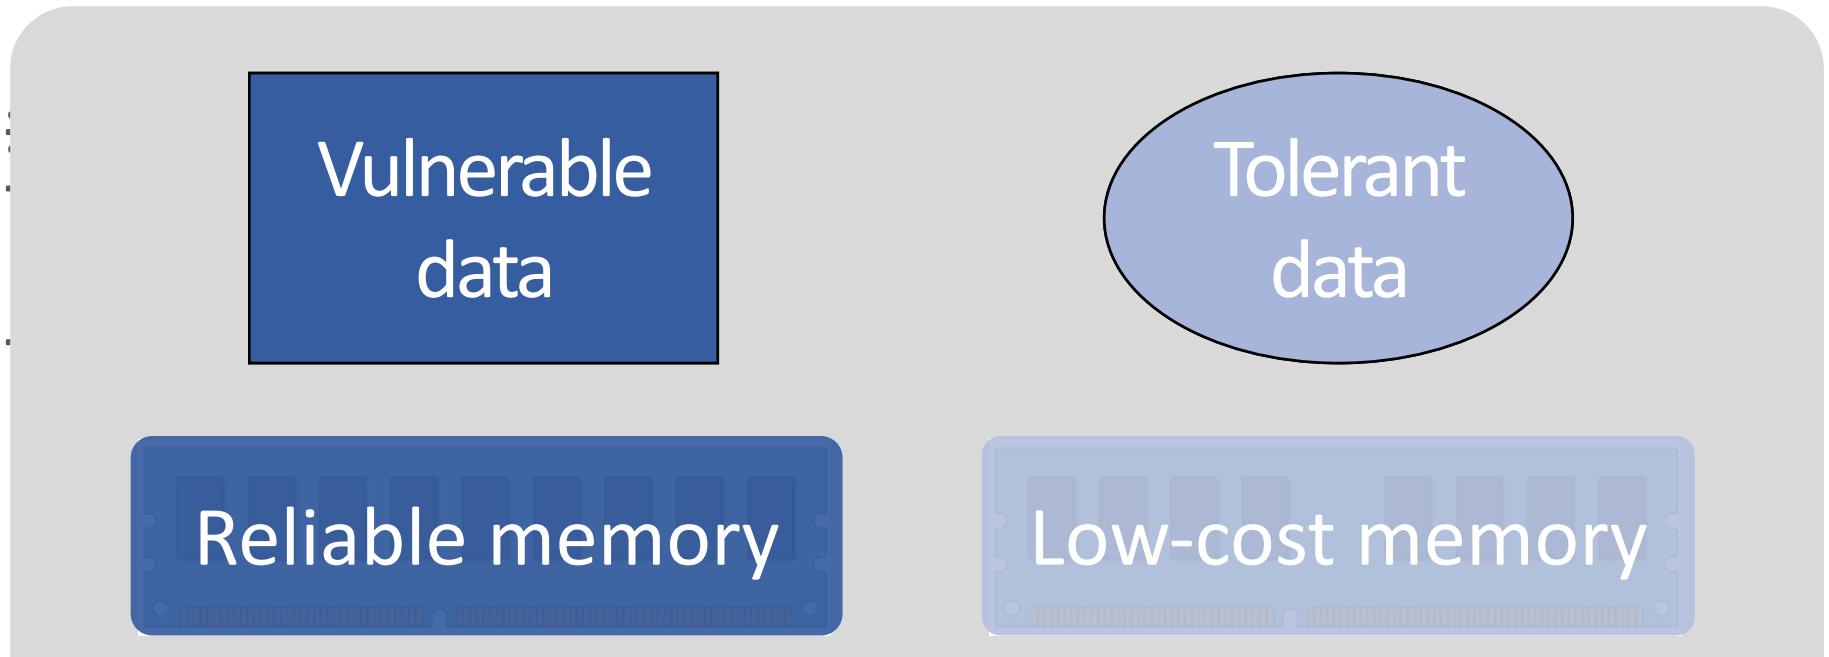 Vulnerable
data
Tolerant
data
Reliable memory
Low-cost memory